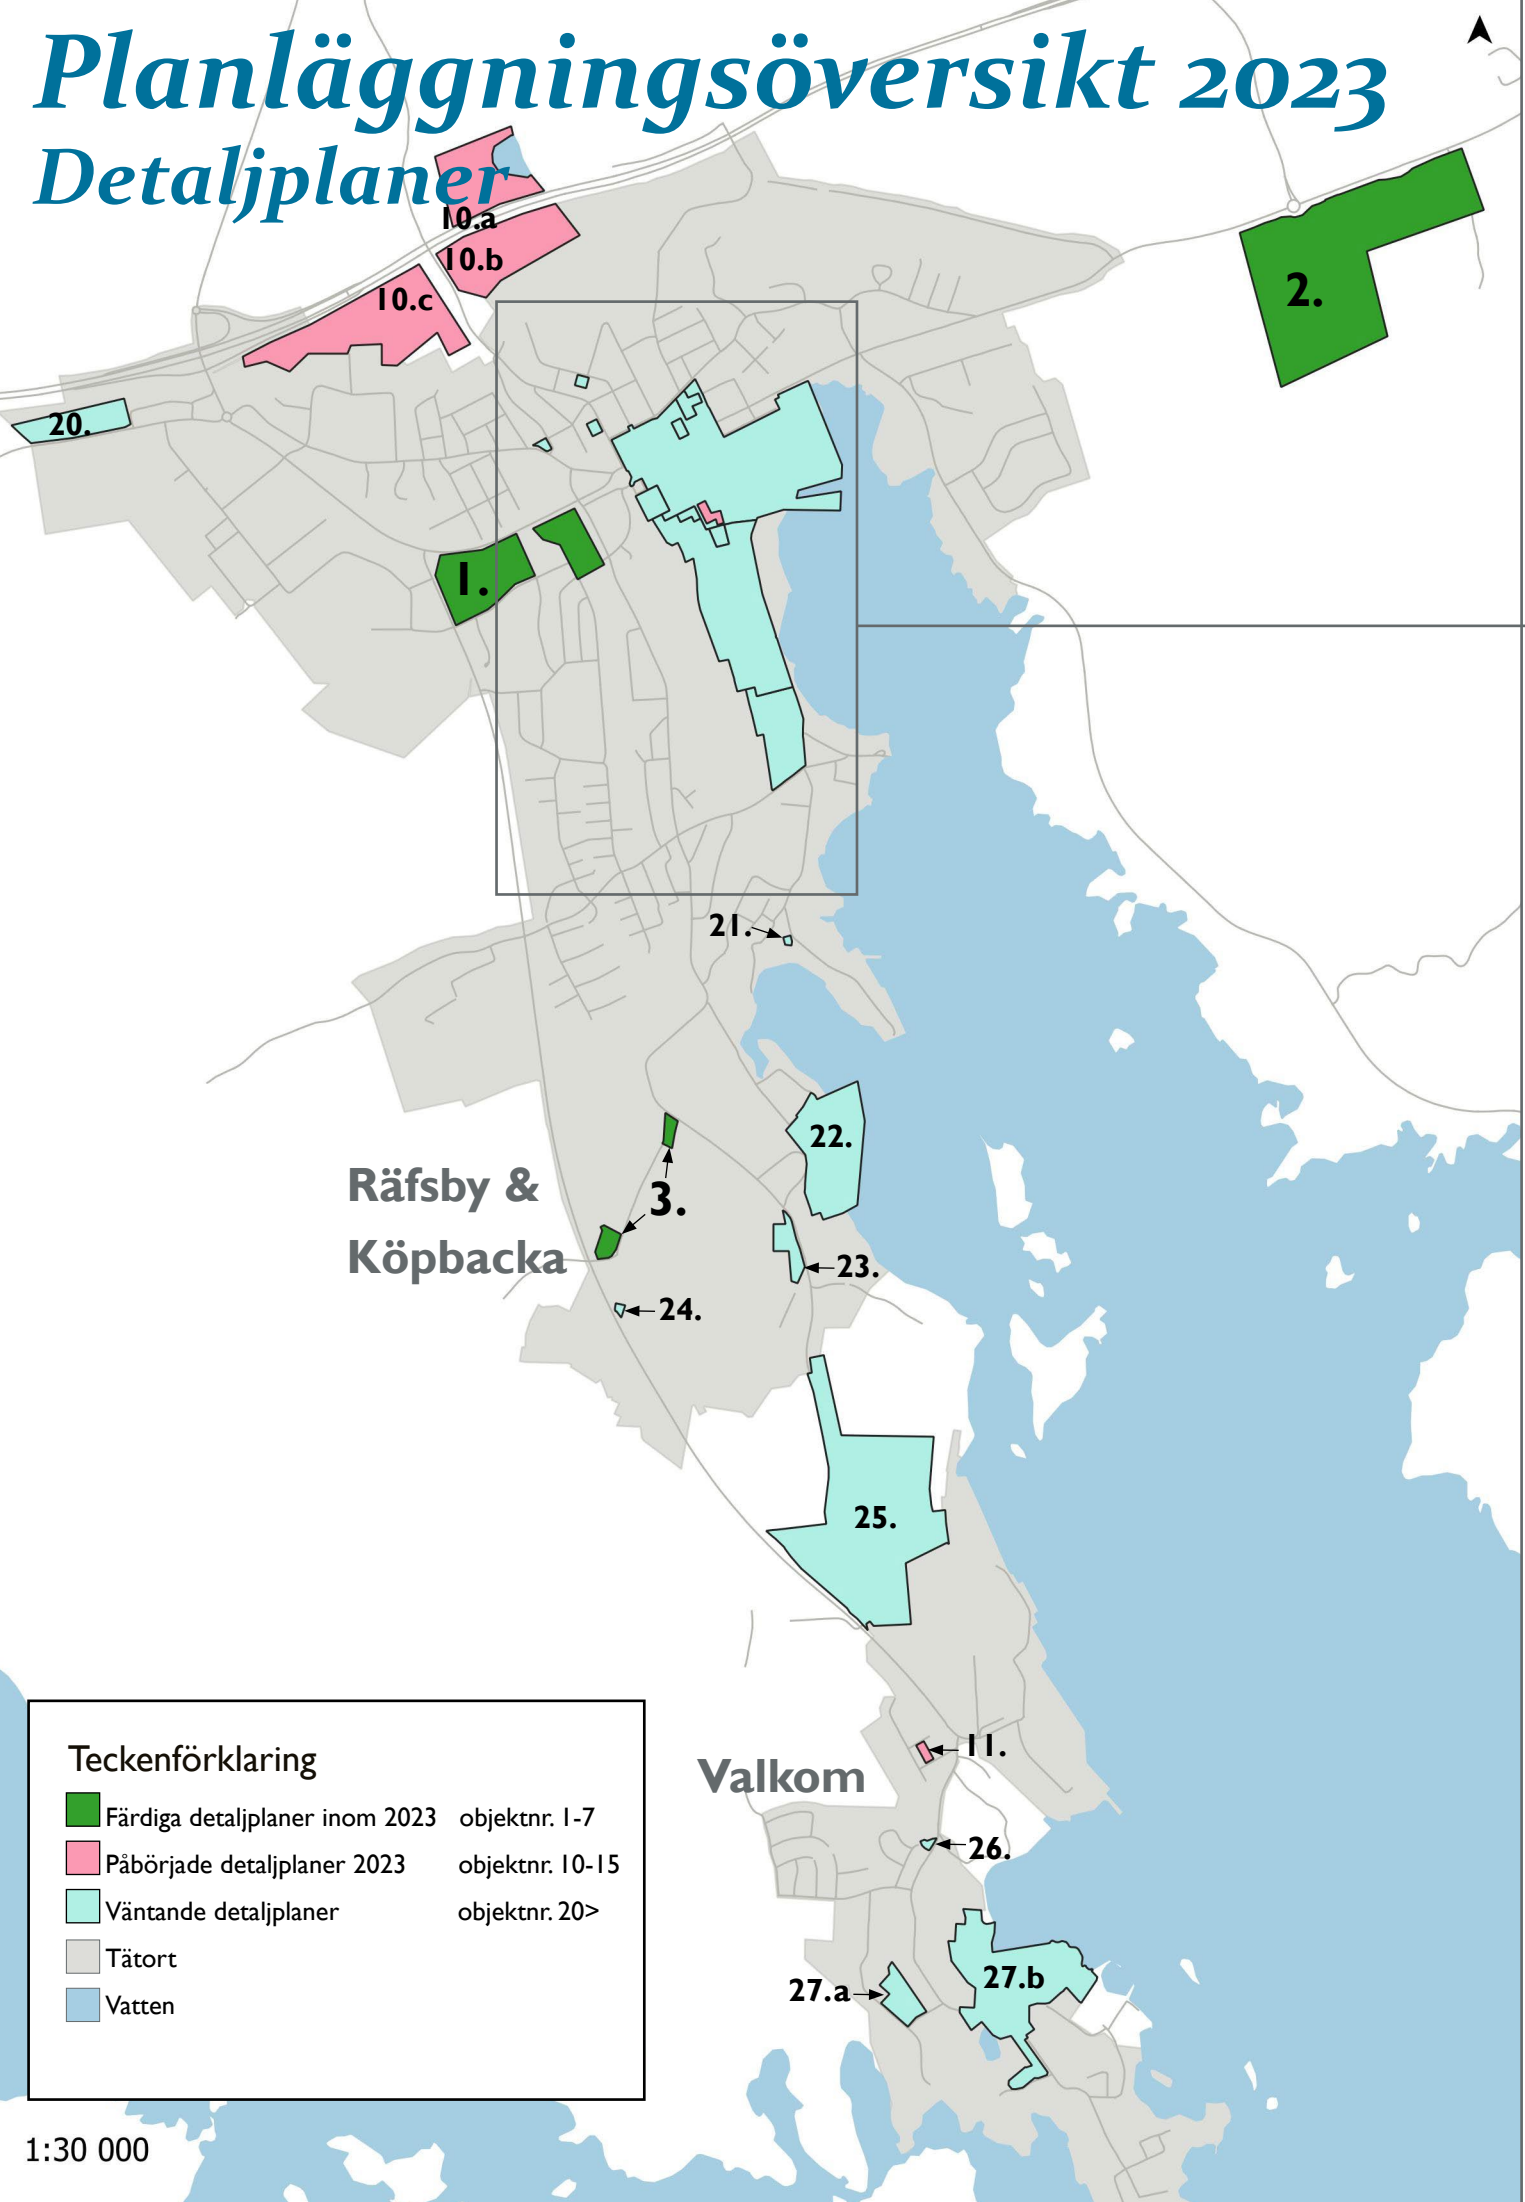 Planläggningsöversikt 2023
Detaljplaner
10.a
10.b
10.c
2.
20.
1.
21.
22.
Räfsby &
Köpbacka
3.
23.
24.
25.
11.
Valkom
26.
27.a
27.b
Teckenförklaring
Färdiga detaljplaner inom 2023 objektnr. 1-7
Påbörjade detaljplaner 2023 objektnr. 10-15
Väntande detaljplaner objektnr. 20>
Tätort
Vatten
1:30 000